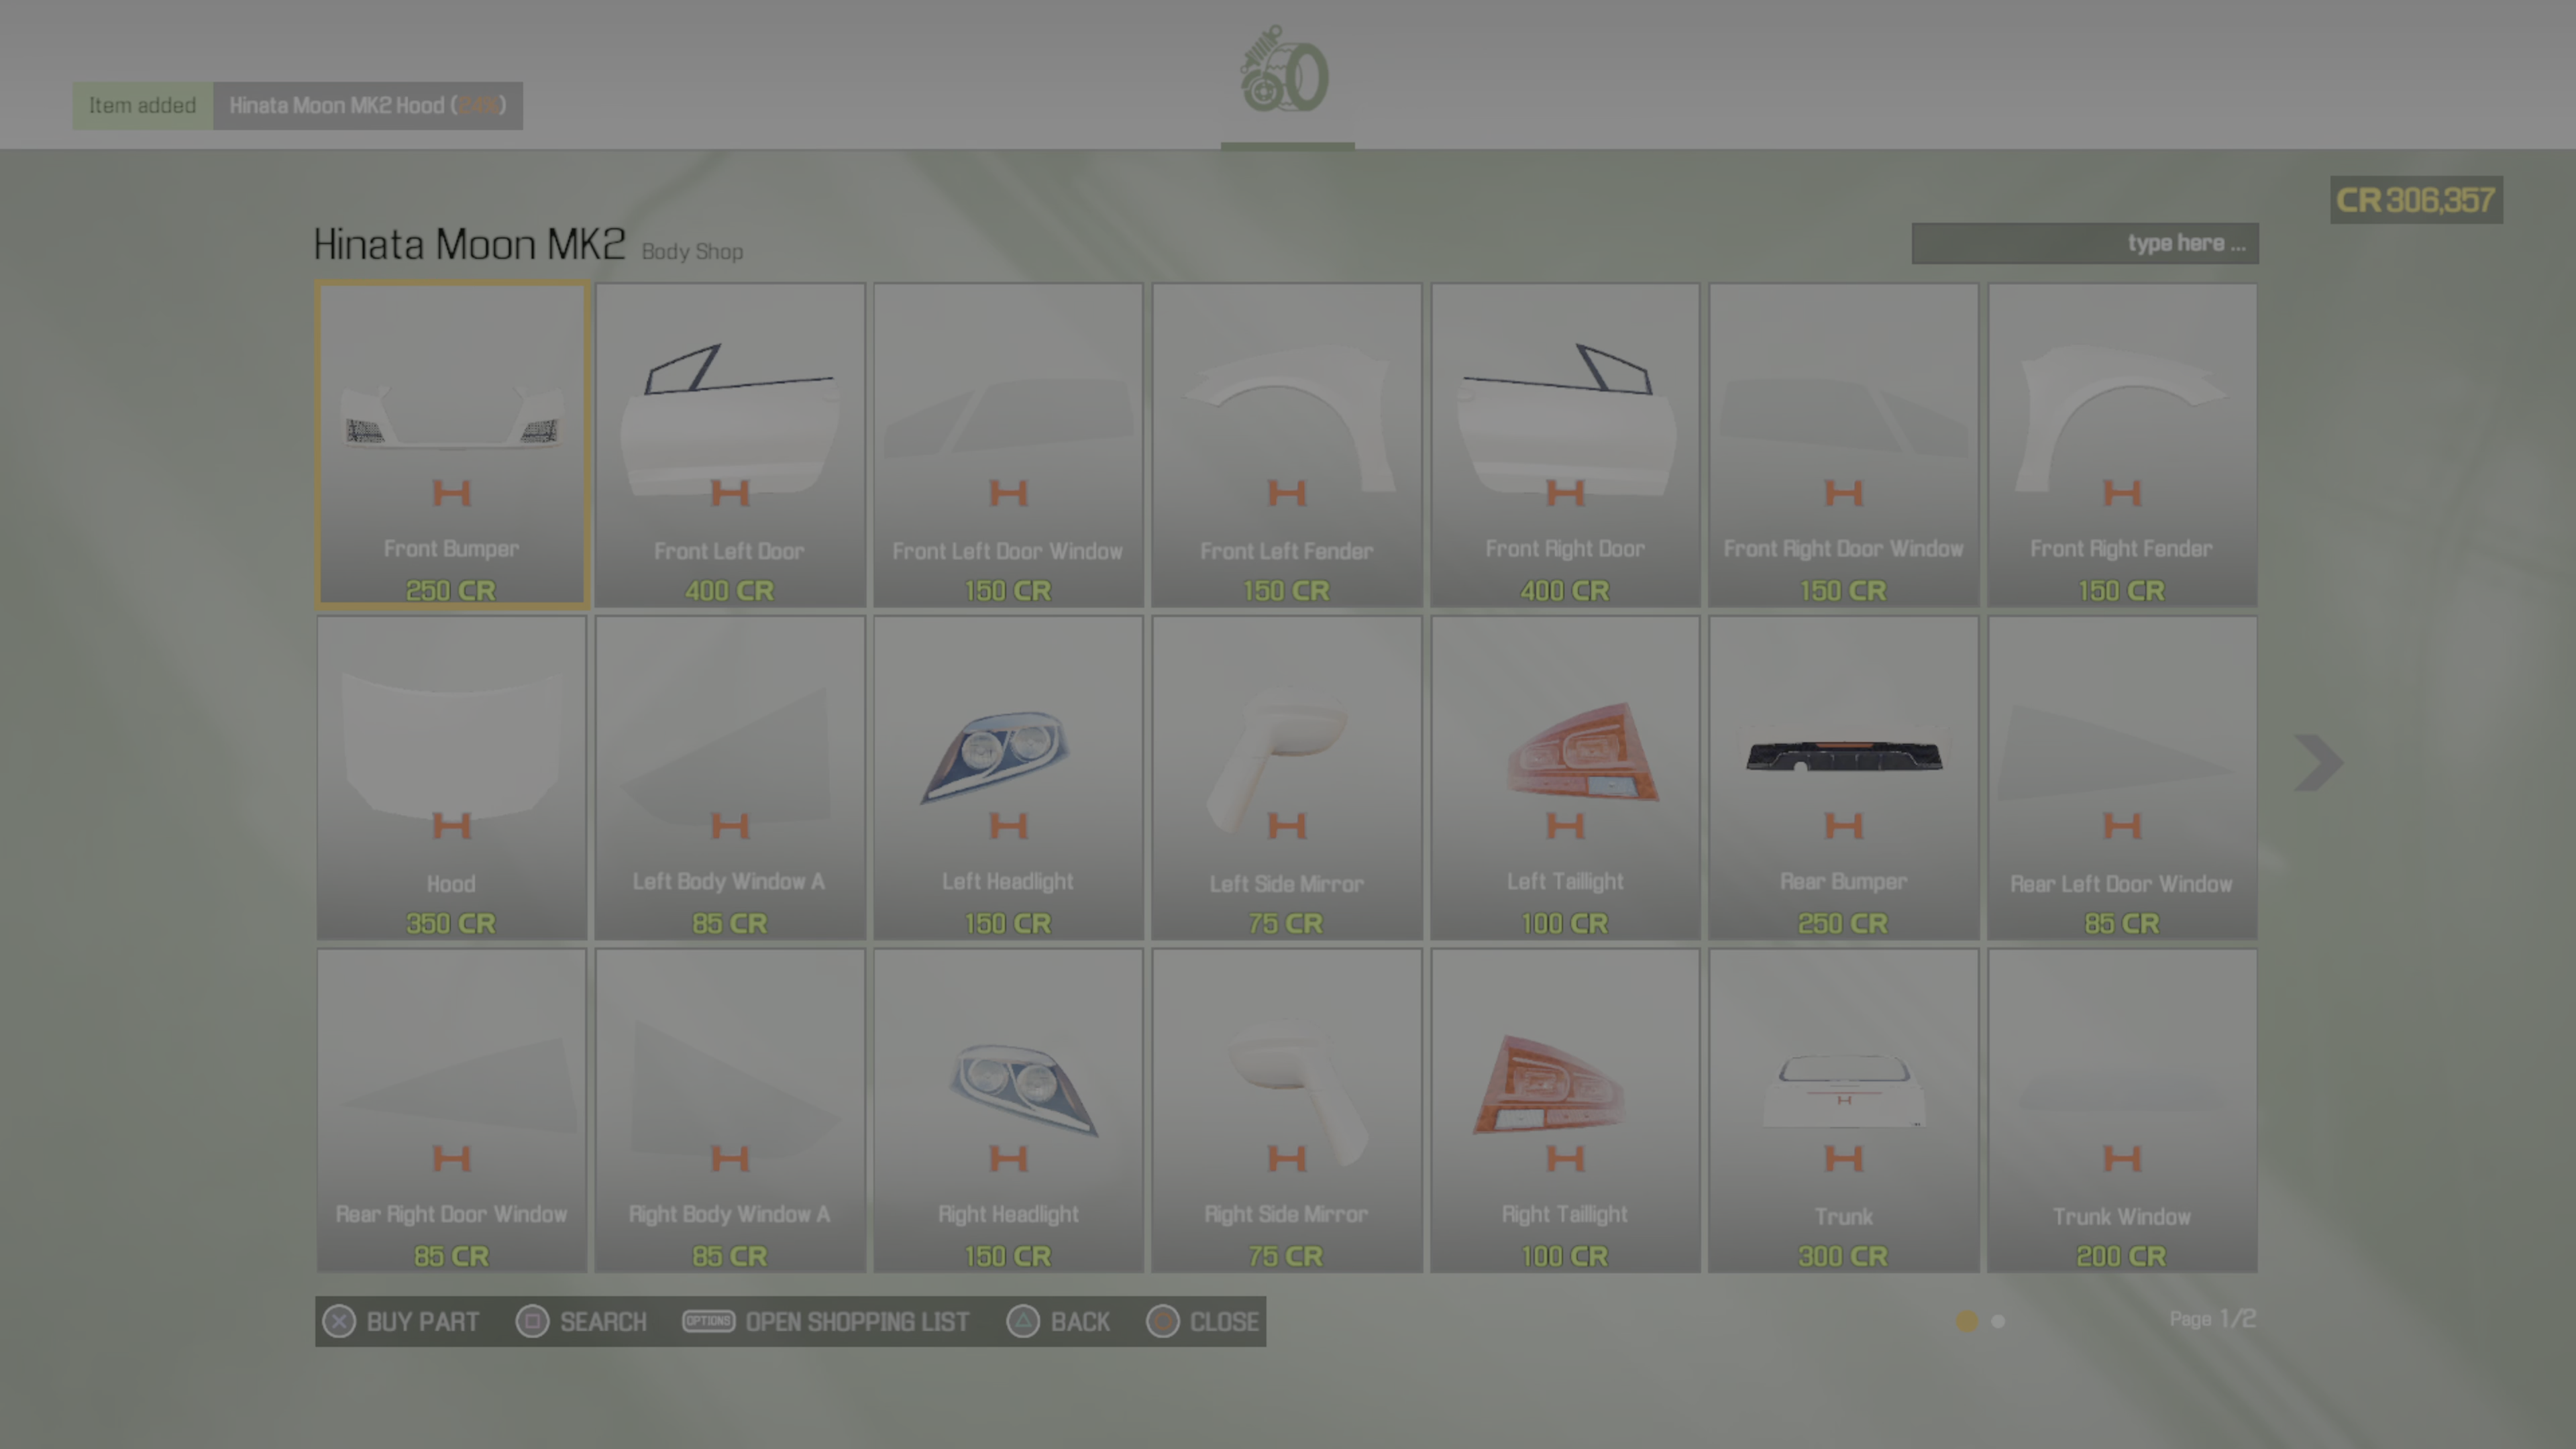 Item added Hinata Moon MK2 Hood (24%)
CR 306,357
Hinata Moon MK2 Body Shop
type here ...
Front Bumper
250 CR
Front Left Door
400 CR
Front Left Door Window
150 CR
Front Left Fender
150 CR
Front Right Door
400 CR
Front Right Door Window
150 CR
Front Right Fender
150 CR
Hood
350 CR
Left Body Window A
85 CR
Left Headlight
150 CR
Left Side Mirror
75 CR
Left Taillight
100 CR
Rear Bumper
250 CR
Rear Left Door Window
85 CR
Rear Right Door Window
85 CR
Right Body Window A
85 CR
Right Headlight
150 CR
Right Side Mirror
75 CR
Right Taillight
100 CR
Trunk
300 CR
Trunk Window
200 CR
BUY PART SEARCH OPTIONS OPEN SHOPPING LIST BACK CLOSE
Page 1/2